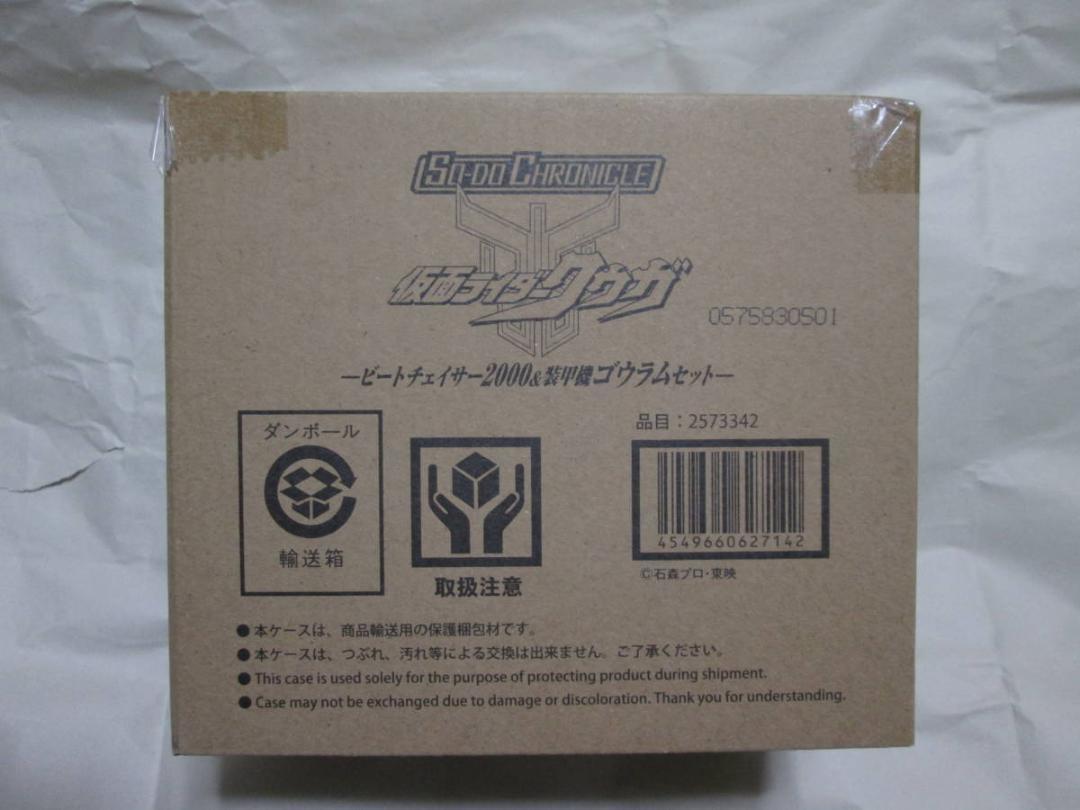 SO-DO CHRONICLE
仮面ライダークウガ
0575830501
―ビートチェイサー2000&装甲機ゴウラムセット―
ダンボール
輸送箱
取扱注意
品目：2573342
4549660627142
©石森プロ・東映
● 本ケースは、商品輸送用の保護梱包材です。
● 本ケースは、つぶれ、汚れ等による交換は出来ません。ご了承ください。
● This case is used solely for the purpose of protecting product during shipment.
● Case may not be exchanged due to damage or discoloration. Thank you for understanding.